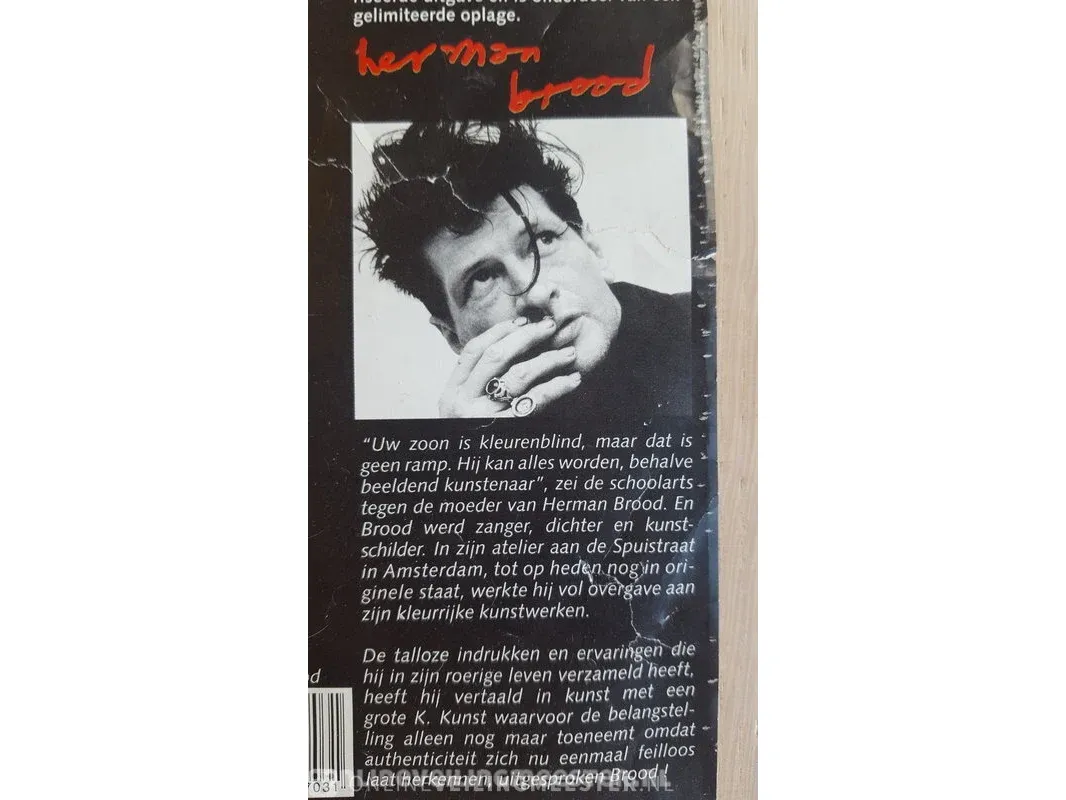 gelimiteerde oplage.
herman
brood
“Uw zoon is kleurenblind, maar dat is
geen ramp. Hij kan alles worden, behalve
beeldend kunstenaar”, zei de schoolarts
tegen de moeder van Herman Brood. En
Brood werd zanger, dichter en kunst-
schilder. In zijn atelier aan de Spuistraat
in Amsterdam, tot op heden nog in ori-
ginele staat, werkte hij vol overgave aan
zijn kleurrijke kunstwerken.
De talloze indrukken en ervaringen die
hij in zijn roerige leven verzameld heeft,
heeft hij vertaald in kunst met een
grote K. Kunst waarvoor de belangstel-
ling alleen nog maar toeneemt omdat
authenticiteit zich nu eenmaal feilloos
laat herkennen, uitgesproken Brood !
od
7031
ONLINEVEILINGMEESTER.NL